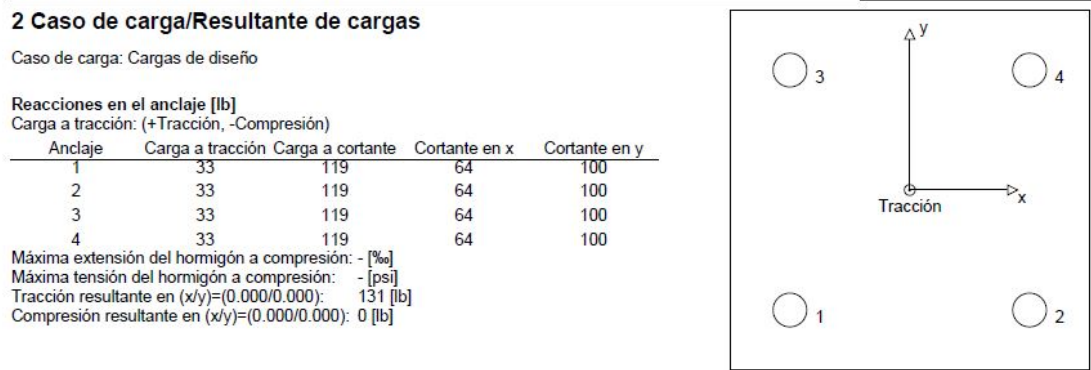 2 Caso de carga/Resultante de cargas
Caso de carga: Cargas de diseño
Reacciones en el anclaje [lb]
Carga a tracción: (+Tracción, -Compresión)
Anclaje Carga a tracción Carga a cortante Cortante en x Cortante en y
1 33 119 64 100
2 33 119 64 100
3 33 119 64 100
4 33 119 64 100
Máxima extensión del hormigón a compresión: - [‰]
Máxima tensión del hormigón a compresión: - [psi]
Tracción resultante en (x/y)=(0.000/0.000): 131 [lb]
Compresión resultante en (x/y)=(0.000/0.000): 0 [lb]
y
3
4
Tracción
x
1
2